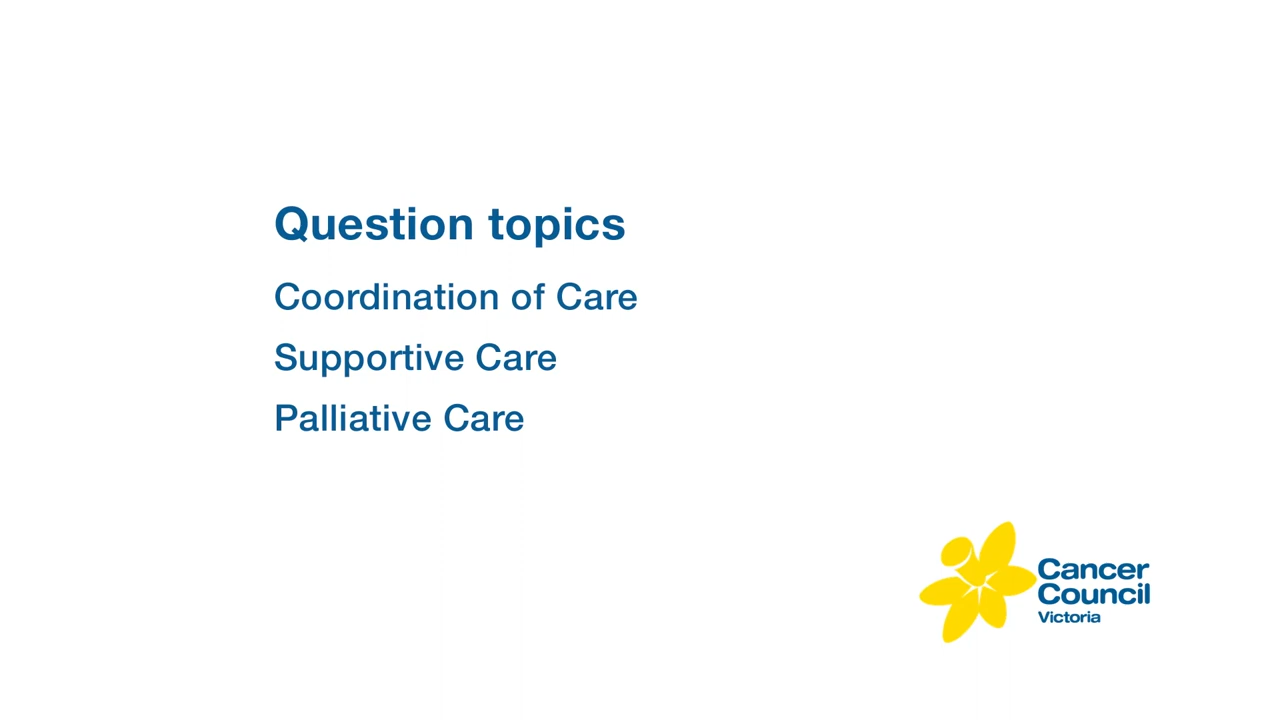 Question topics
Coordination of Care
Supportive Care
Palliative Care
Cancer
Council
Victoria